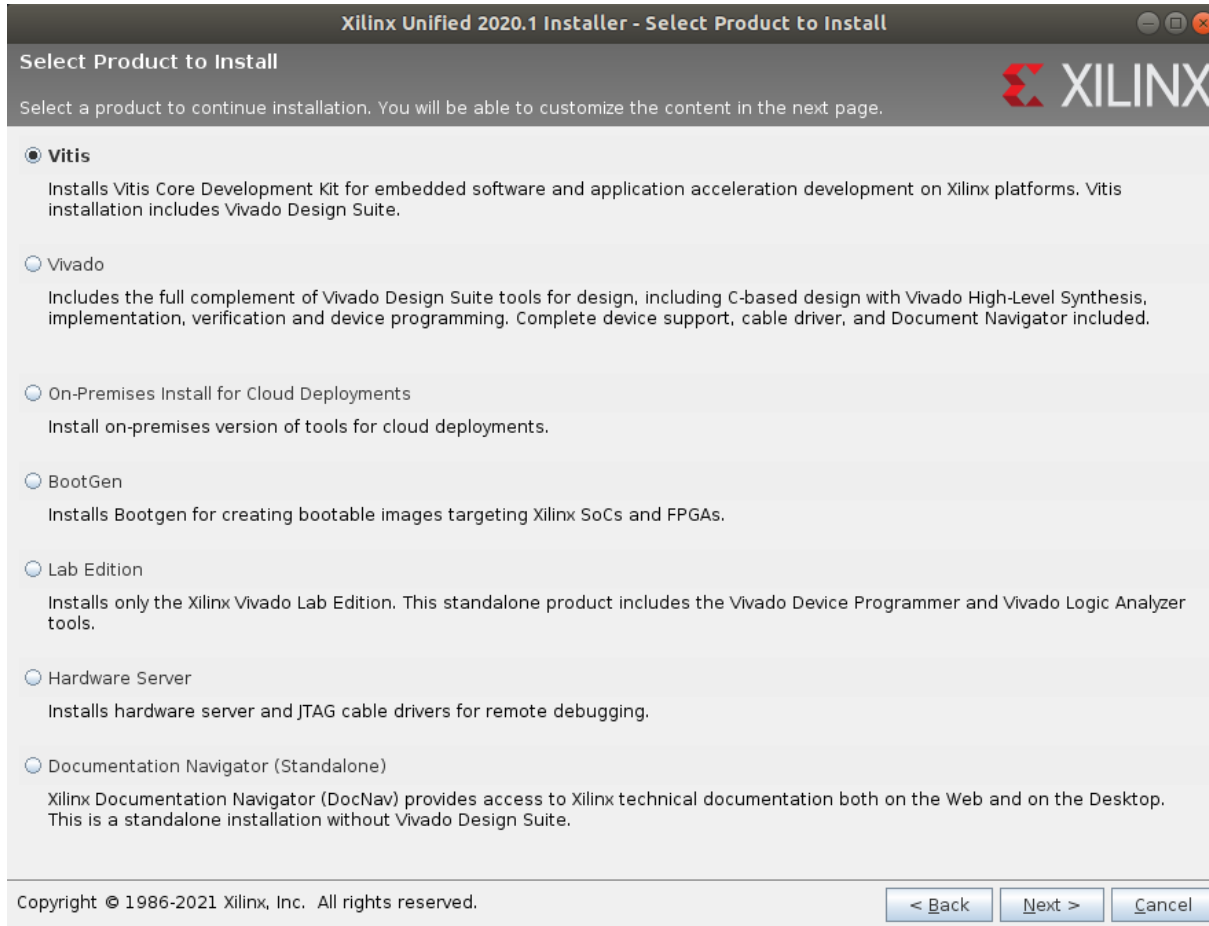 Xilinx Unified 2020.1 Installer - Select Product to Install
Select Product to Install
XILINX
Select a product to continue installation. You will be able to customize the content in the next page.
Vitis
Installs Vitis Core Development Kit for embedded software and application acceleration development on Xilinx platforms. Vitis
installation includes Vivado Design Suite.
Vivado
Includes the full complement of Vivado Design Suite tools for design, including C-based design with Vivado High-Level Synthesis,
implementation, verification and device programming. Complete device support, cable driver, and Document Navigator included.
On-Premises Install for Cloud Deployments
Install on-premises version of tools for cloud deployments.
BootGen
Installs Bootgen for creating bootable images targeting Xilinx SoCs and FPGAs.
Lab Edition
Installs only the Xilinx Vivado Lab Edition. This standalone product includes the Vivado Device Programmer and Vivado Logic Analyzer
tools.
Hardware Server
Installs hardware server and JTAG cable drivers for remote debugging.
Documentation Navigator (Standalone)
Xilinx Documentation Navigator (DocNav) provides access to Xilinx technical documentation both on the Web and on the Desktop.
This is a standalone installation without Vivado Design Suite.
Copyright © 1986-2021 Xilinx, Inc. All rights reserved.
< Back
Next >
Cancel